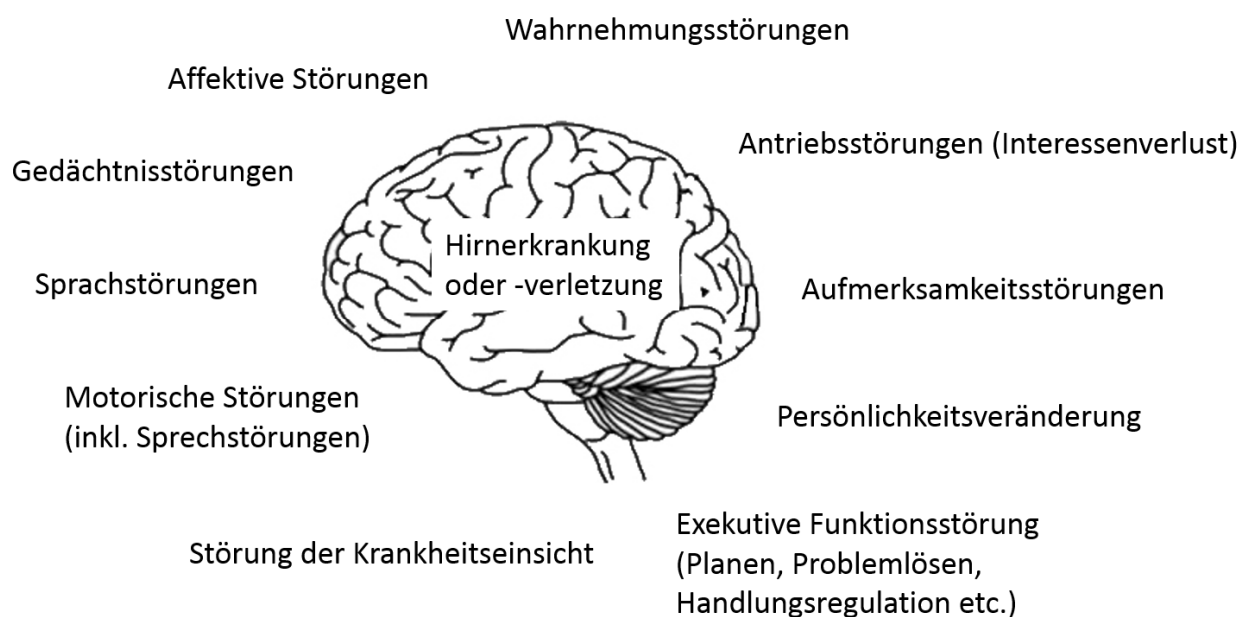 Wahrnehmungsstörungen
Affektive Störungen
Antriebsstörungen (Interessenverlust)
Gedächtnisstörungen
Hirnerkrankung
oder -verletzung
Sprachstörungen
Aufmerksamkeitsstörungen
Motorische Störungen
(inkl. Sprechstörungen)
Persönlichkeitsveränderung
Störung der Krankheitseinsicht
Exekutive Funktionsstörung
(Planen, Problemlösen,
Handlungsregulation etc.)